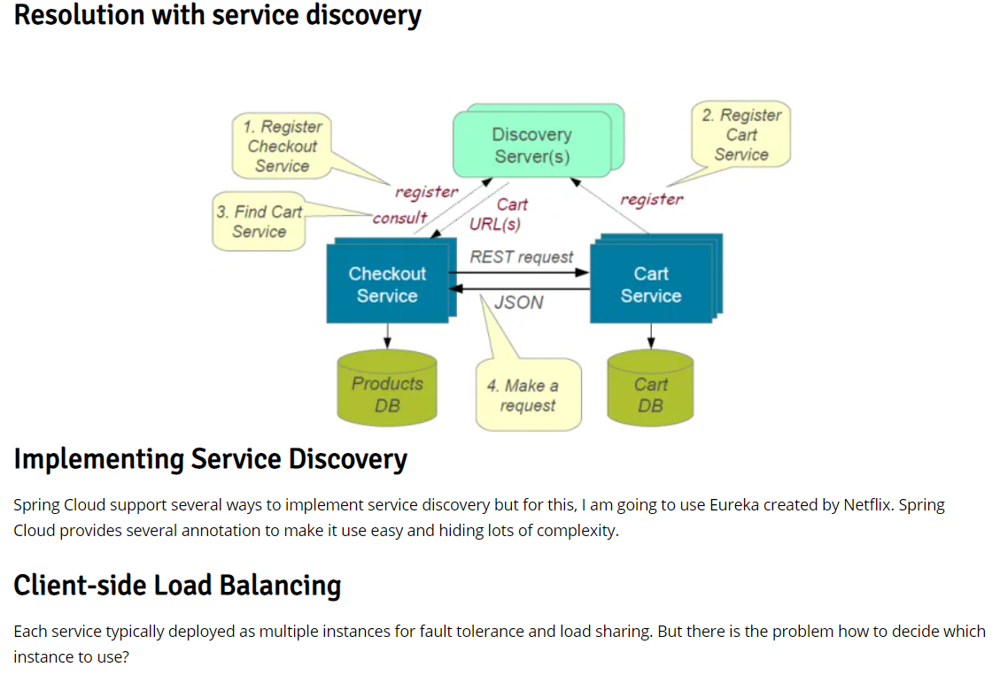 Resolution with service discovery
1. Register
Checkout
Service
Discovery
Server(s)
2. Register
Cart
Service
register
consult
Cart
URL(s)
register
3. Find Cart
Service
Checkout
Service
REST request
JSON
Cart
Service
Products
DB
4. Make a
request
Cart
DB
Implementing Service Discovery
Spring Cloud support several ways to implement service discovery but for this, I am going to use Eureka created by Netflix. Spring
Cloud provides several annotation to make it use easy and hiding lots of complexity.
Client-side Load Balancing
Each service typically deployed as multiple instances for fault tolerance and load sharing. But there is the problem how to decide which
instance to use?